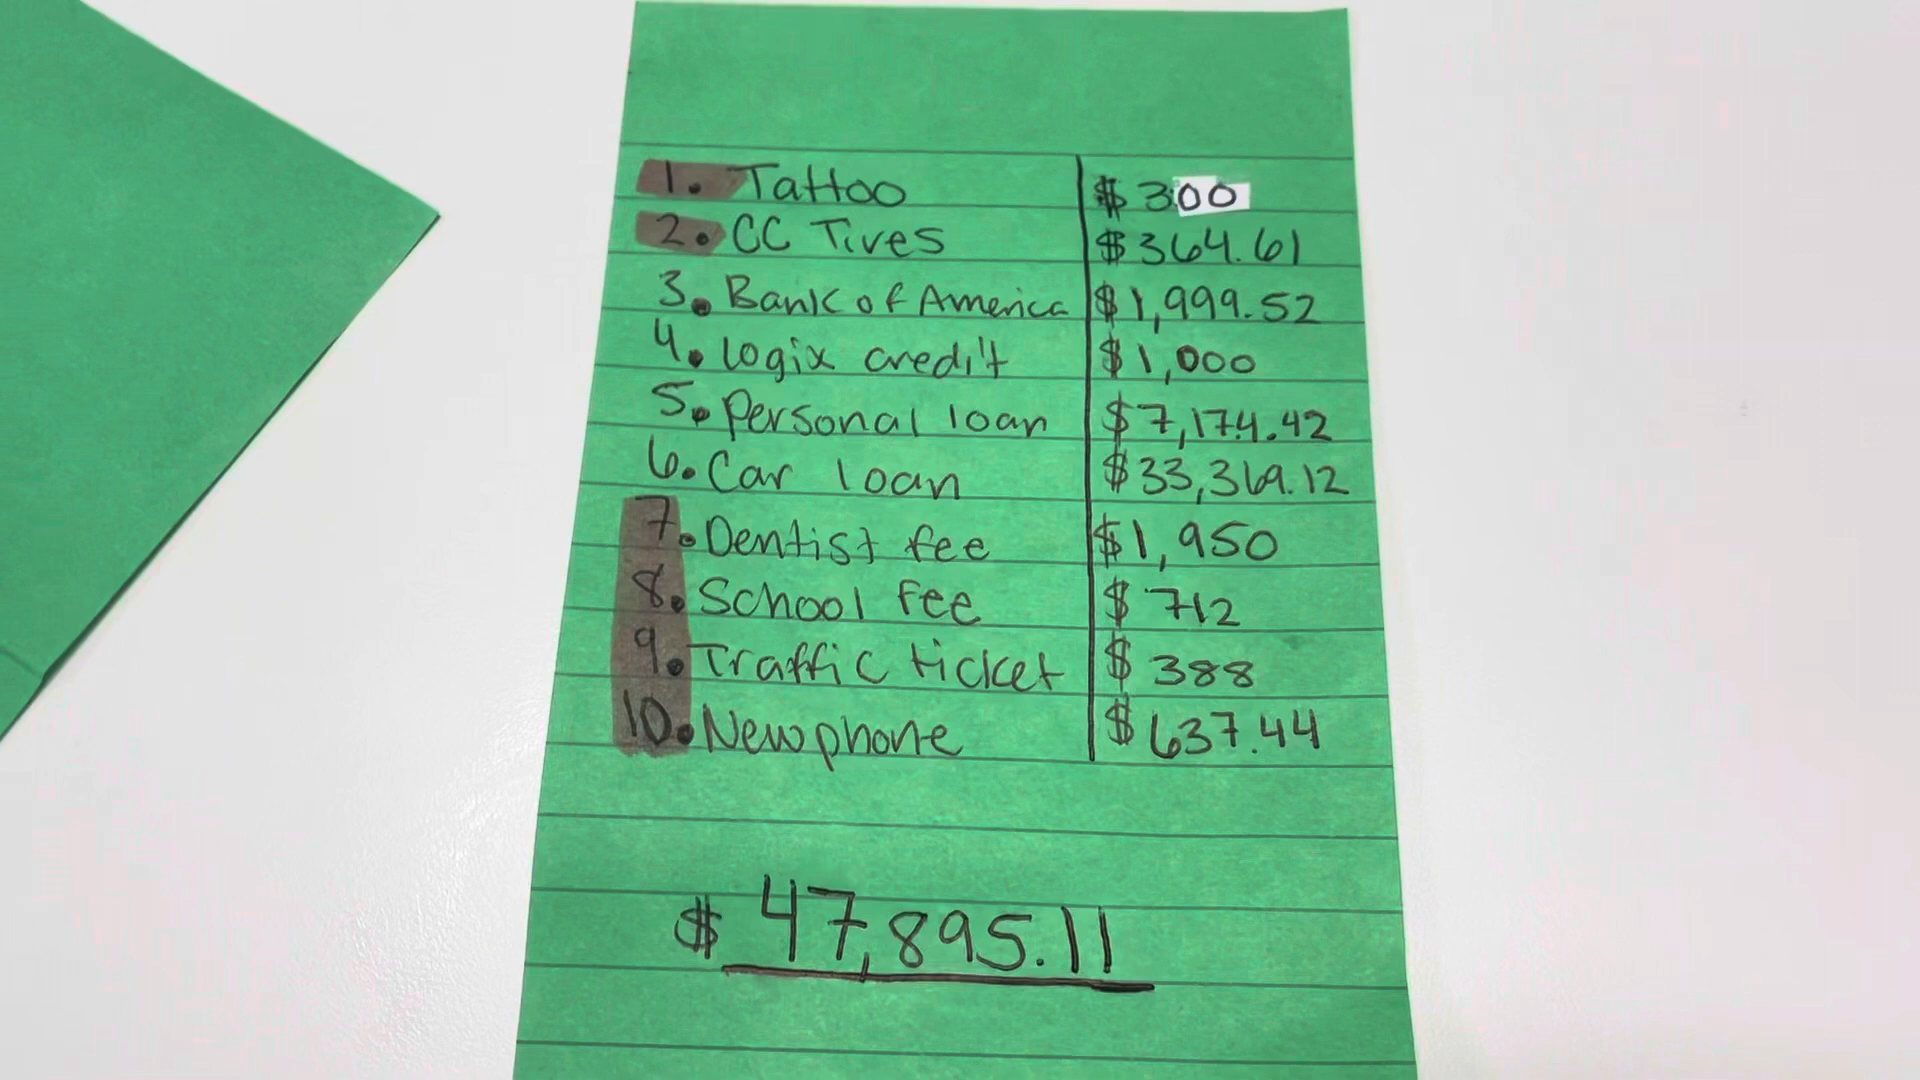 1. Tattoo $ 300
2. CC Tires $364.61
3. Bank of America $1,999.52
4. logix credit $1,000
5. personal loan $7,174.42
6. Car loan $33,369.12
7. Dentist fee $1,950
8. School fee $ 712
9. Traffic ticket $ 388
10. New phone $ 637.44
$ 47,895.11